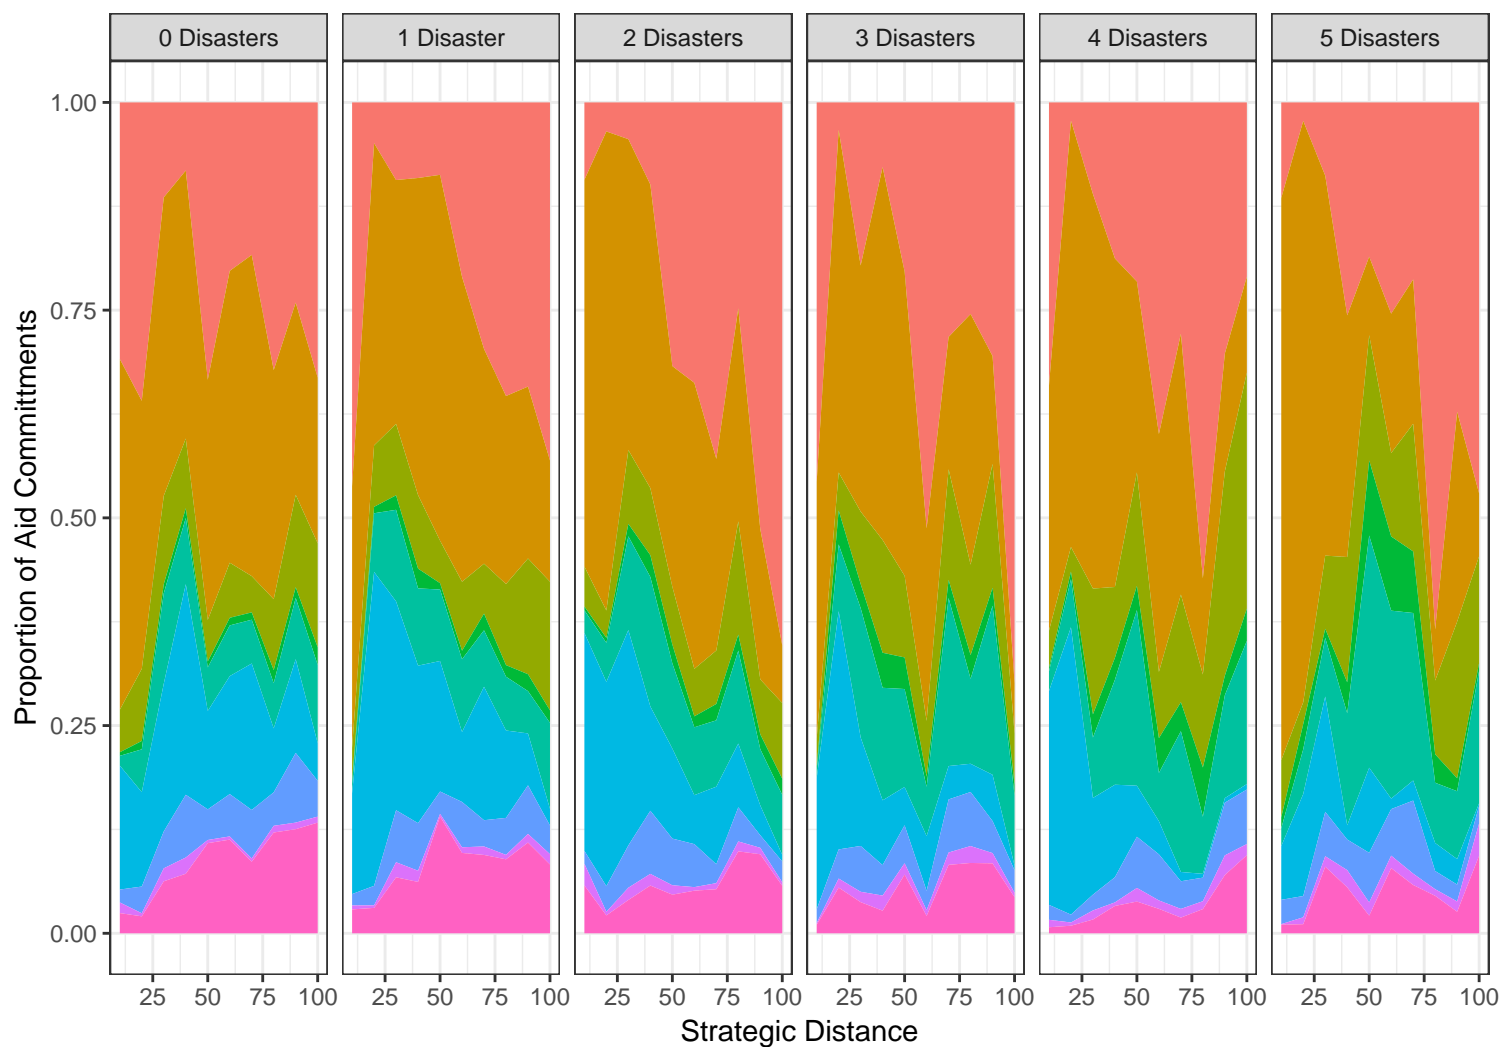 0 Disasters 1 Disaster 2 Disasters 3 Disasters 4 Disasters 5 Disasters
Proportion of Aid Committments
1.00
0.75
0.50
0.25
0.00
25 50 75 100 25 50 75 100 25 50 75 100 25 50 75 100 25 50 75 100 25 50 75 100
Strategic Distance